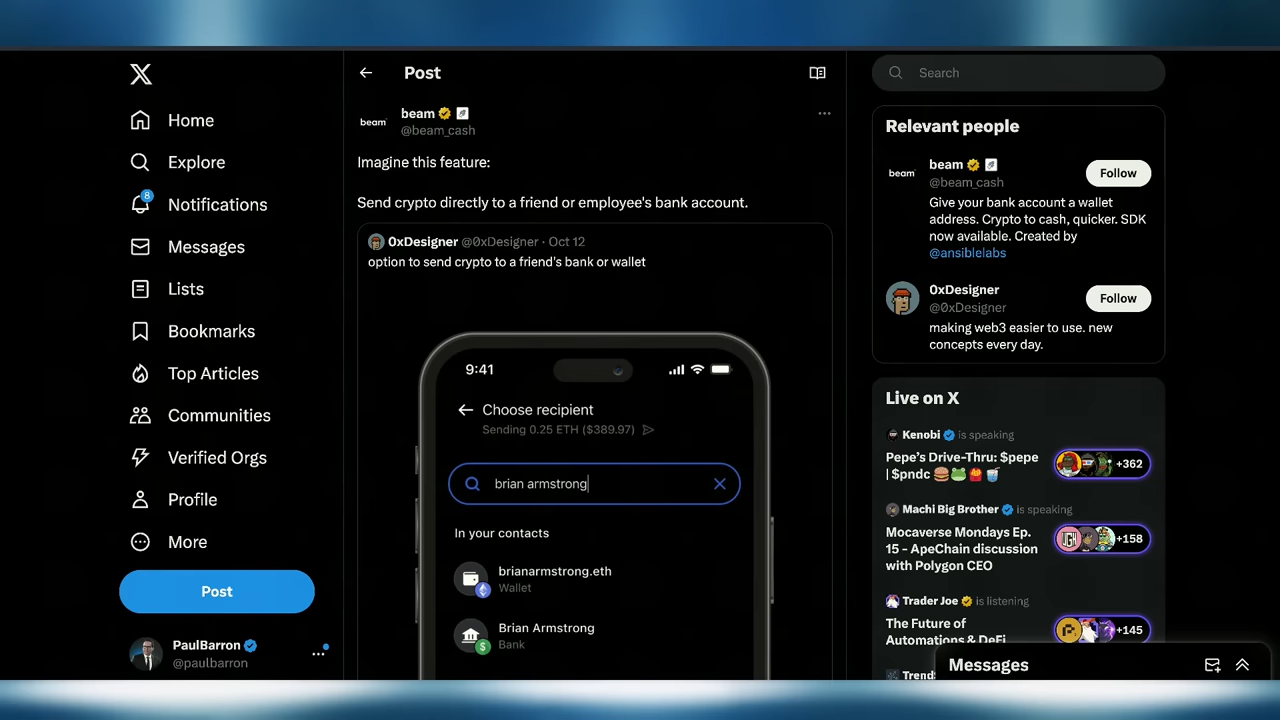 Home
Explore
8
Notifications
Messages
Lists
Bookmarks
Top Articles
Communities
Verified Orgs
Profile
More
Post
PaulBarron
@paulbarron
Post
beam
beam
@beam_cash
Imagine this feature:
Send crypto directly to a friend or employee's bank account.
0xDesigner @0xDesigner · Oct 12
option to send crypto to a friend's bank or wallet
9:41
Choose recipient
Sending 0.25 ETH ($389.97)
brian armstrong
In your contacts
brianarmstrong.eth
Wallet
Brian Armstrong
Bank
Search
Relevant people
beam
beam
@beam_cash
Follow
Give your bank account a wallet
address. Crypto to cash, quicker. SDK
now available. Created by
@ansiblelabs
0xDesigner
@0xDesigner
Follow
making web3 easier to use. new
concepts every day.
Live on X
Kenobi is speaking
Pepe's Drive-Thru: $pepe
| $pndc 🍔🐸🍟🥤
+362
Machi Big Brother is speaking
Mocaverse Mondays Ep.
15 - ApeChain discussion
with Polygon CEO
+158
Trader Joe is listening
The Future of
Automations & DeFi
+145
Trend
Messages